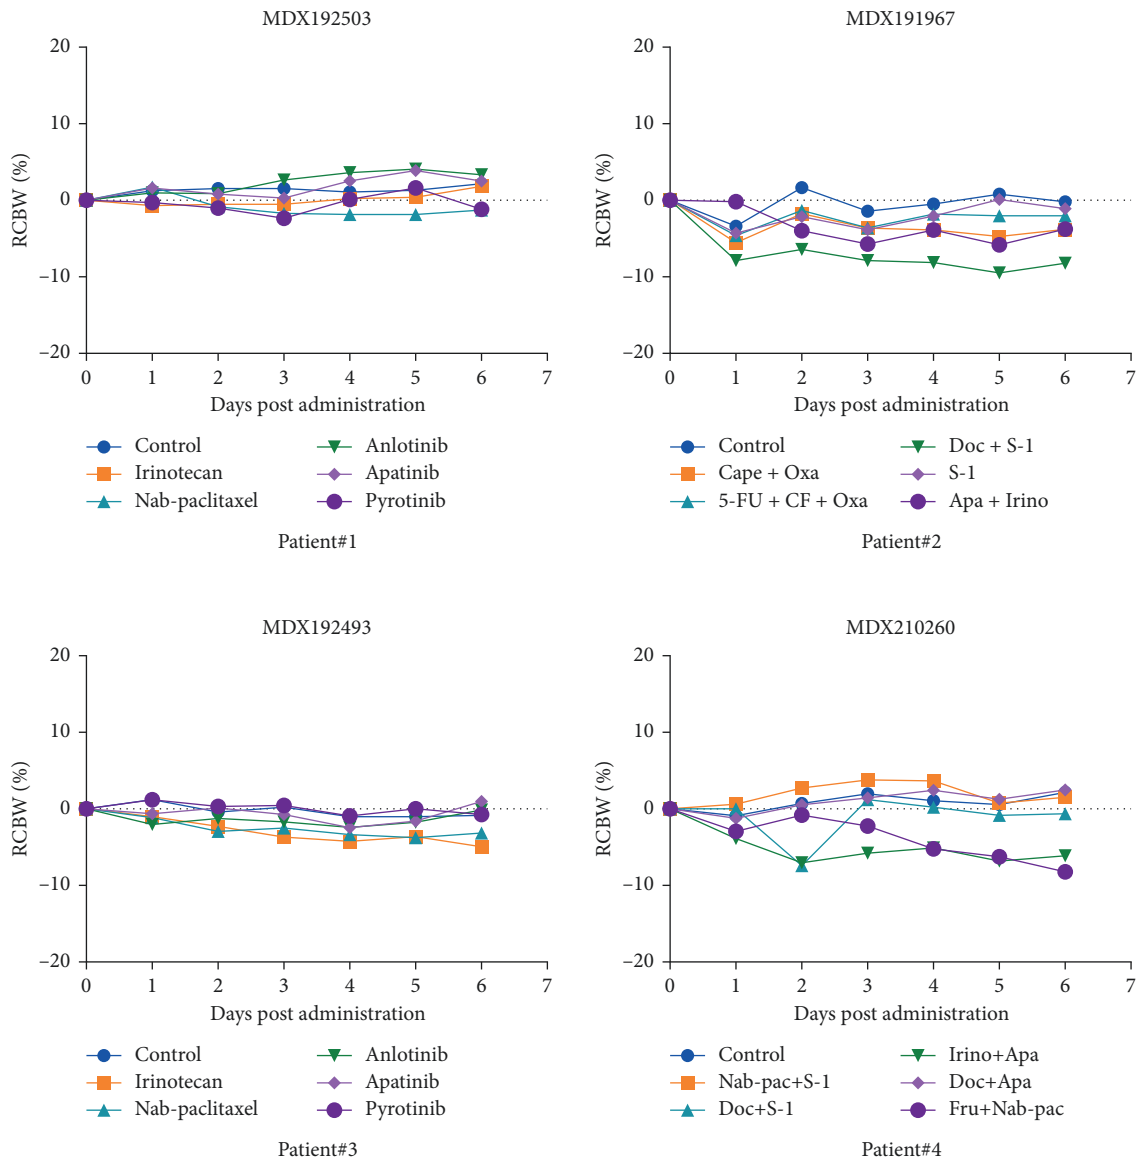 MDX192503
20
10
0
–10
–20
RCBW (%)
0 1 2 3 4 5 6 7
Days post administration
Control
Irinotecan
Nab-paclitaxel
Anlotinib
Apatinib
Pyrotinib
Patient#1
MDX191967
20
10
0
–10
–20
RCBW (%)
0 1 2 3 4 5 6 7
Days post administration
Control
Cape + Oxa
5-FU + CF + Oxa
Doc + S-1
S-1
Apa + Irino
Patient#2
MDX192493
20
10
0
–10
–20
RCBW (%)
0 1 2 3 4 5 6 7
Days post administration
Control
Irinotecan
Nab-paclitaxel
Anlotinib
Apatinib
Pyrotinib
Patient#3
MDX210260
20
10
0
–10
–20
RCBW (%)
0 1 2 3 4 5 6 7
Days post administration
Control
Nab-pac+S-1
Doc+S-1
Irino+Apa
Doc+Apa
Fru+Nab-pac
Patient#4